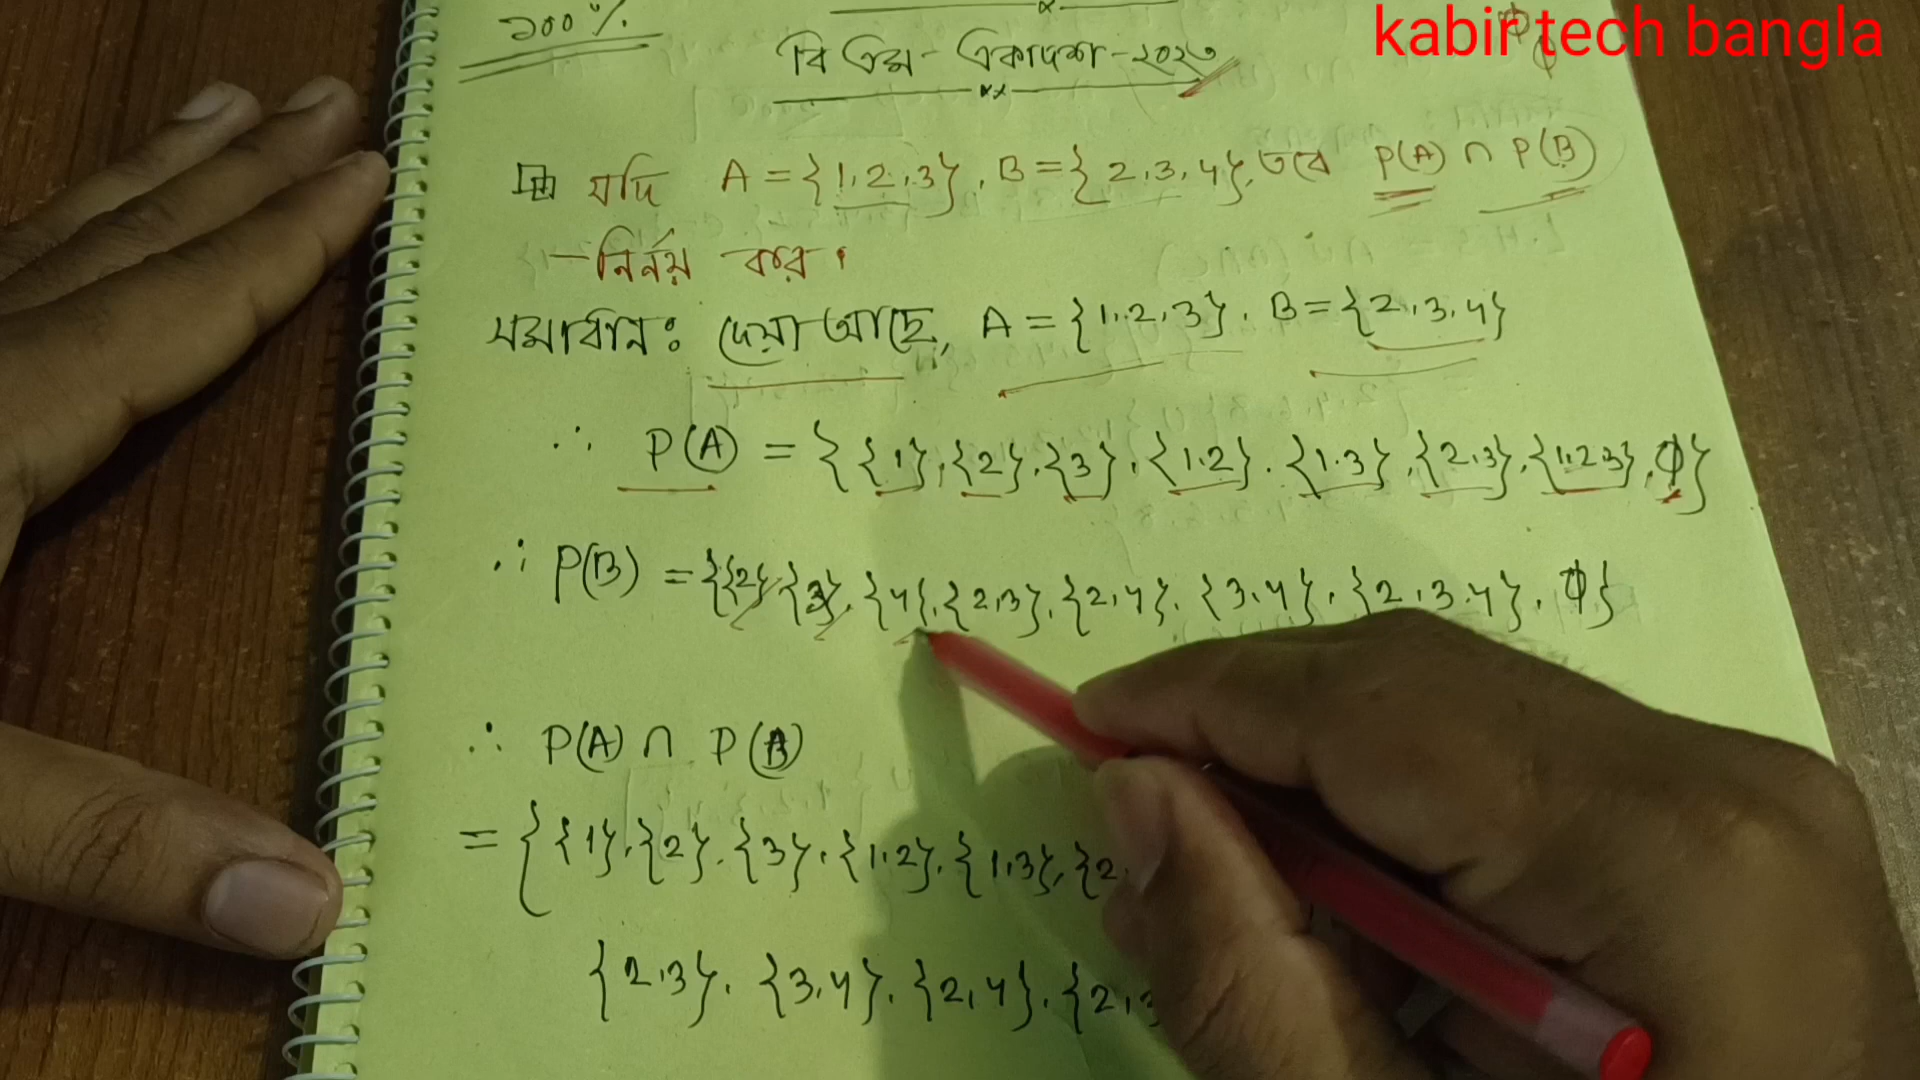 ১০০%
kabir tech bangla
বি এম - একাদশ - ২০২৩
যদি A = {1,2,3}, B = {2,3,4}, তবে P(A) ∩ P(B)
- নির্নয় কর।
সমাধানঃ দেয়া আছে, A = {1,2,3}, B = {2,3,4}
∴ P(A) = {{1},{2},{3},{1,2},{1,3},{2,3},{1,2,3},φ}
∴ P(B) = {{2},{3},{4},{2,3},{2,4},{3,4},{2,3,4},φ}
∴ P(A) ∩ P(B)
= {{1},{2},{3},{1,2},{1,3},{2,
{2,3},{3,4},{2,4},{2,3